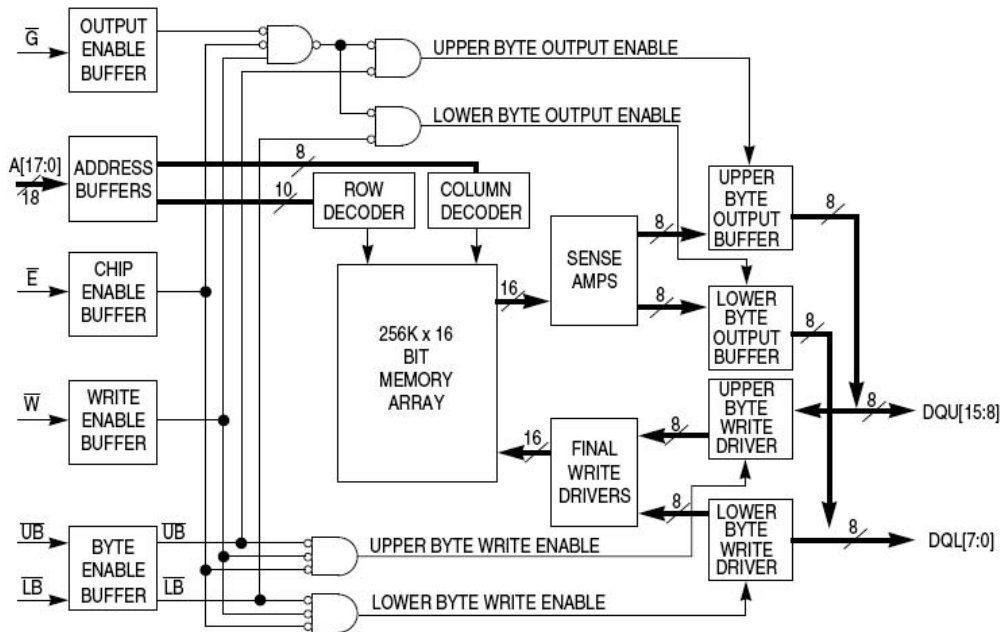 G̅
OUTPUT
ENABLE
BUFFER
UPPER BYTE OUTPUT ENABLE
LOWER BYTE OUTPUT ENABLE
A[17:0]
18
ADDRESS
BUFFERS
8
10
ROW
DECODER
COLUMN
DECODER
UPPER
BYTE
OUTPUT
BUFFER
8
E̅
CHIP
ENABLE
BUFFER
256K x 16
BIT
MEMORY
ARRAY
16
SENSE
AMPS
8
8
LOWER
BYTE
OUTPUT
BUFFER
8
W̅
WRITE
ENABLE
BUFFER
16
FINAL
WRITE
DRIVERS
8
8
UPPER
BYTE
WRITE
DRIVER
8
DQU[15:8]
U̅B̅
L̅B̅
BYTE
ENABLE
BUFFER
U̅B̅
L̅B̅
UPPER BYTE WRITE ENABLE
LOWER BYTE WRITE ENABLE
LOWER
BYTE
WRITE
DRIVER
8
DQL[7:0]